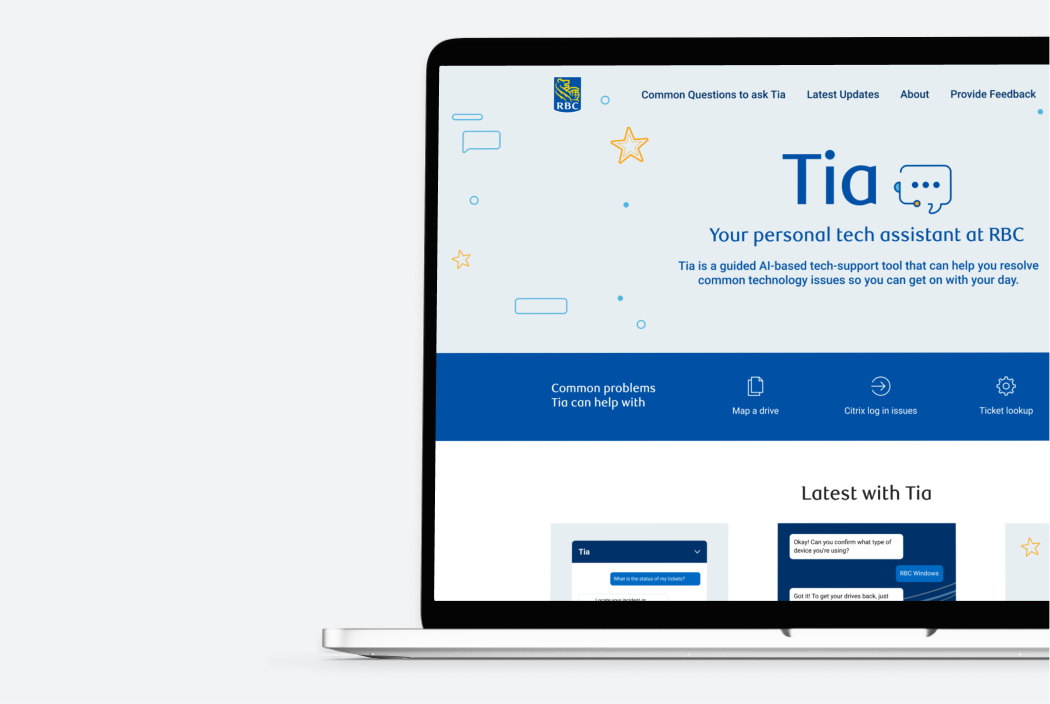 RBC
Common Questions to ask Tia
Latest Updates
About
Provide Feedback
Tia
Your personal tech assistant at RBC
Tia is a guided AI-based tech-support tool that can help you resolve
common technology issues so you can get on with your day.
Common problems
Tia can help with
Map a drive
Citrix log in issues
Ticket lookup
Latest with Tia
Tia
What is the status of my tickets?
Locate your incident or
Okay! Can you confirm what type of
device you're using?
RBC Windows
Got it! To get your drives back, just